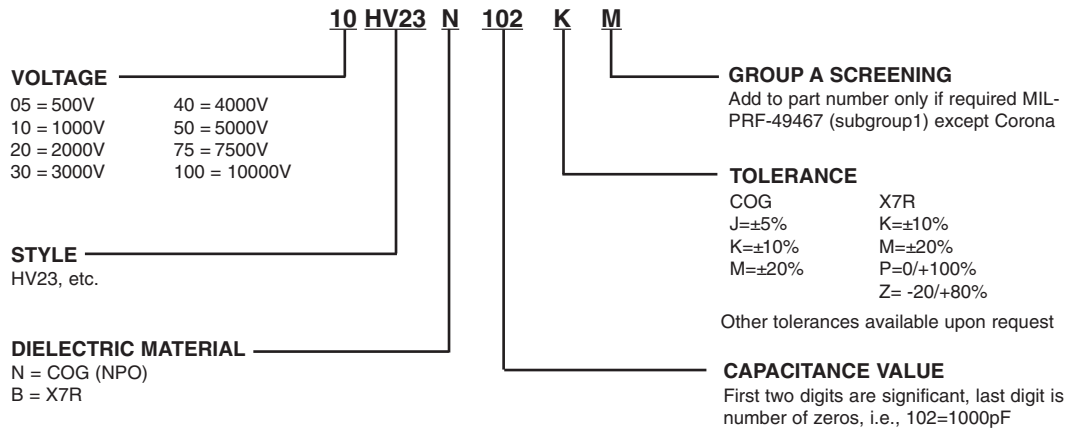 10 HV23 N 102 K M
VOLTAGE
05 = 500V 40 = 4000V
10 = 1000V 50 = 5000V
20 = 2000V 75 = 7500V
30 = 3000V 100 = 10000V
STYLE
HV23, etc.
DIELECTRIC MATERIAL
N = COG (NPO)
B = X7R
GROUP A SCREENING
Add to part number only if required MIL-
PRF-49467 (subgroup1) except Corona
TOLERANCE
COG X7R
J=±5% K=±10%
K=±10% M=±20%
M=±20% P=0/+100%
Z= -20/+80%
Other tolerances available upon request
CAPACITANCE VALUE
First two digits are significant, last digit is
number of zeros, i.e., 102=1000pF